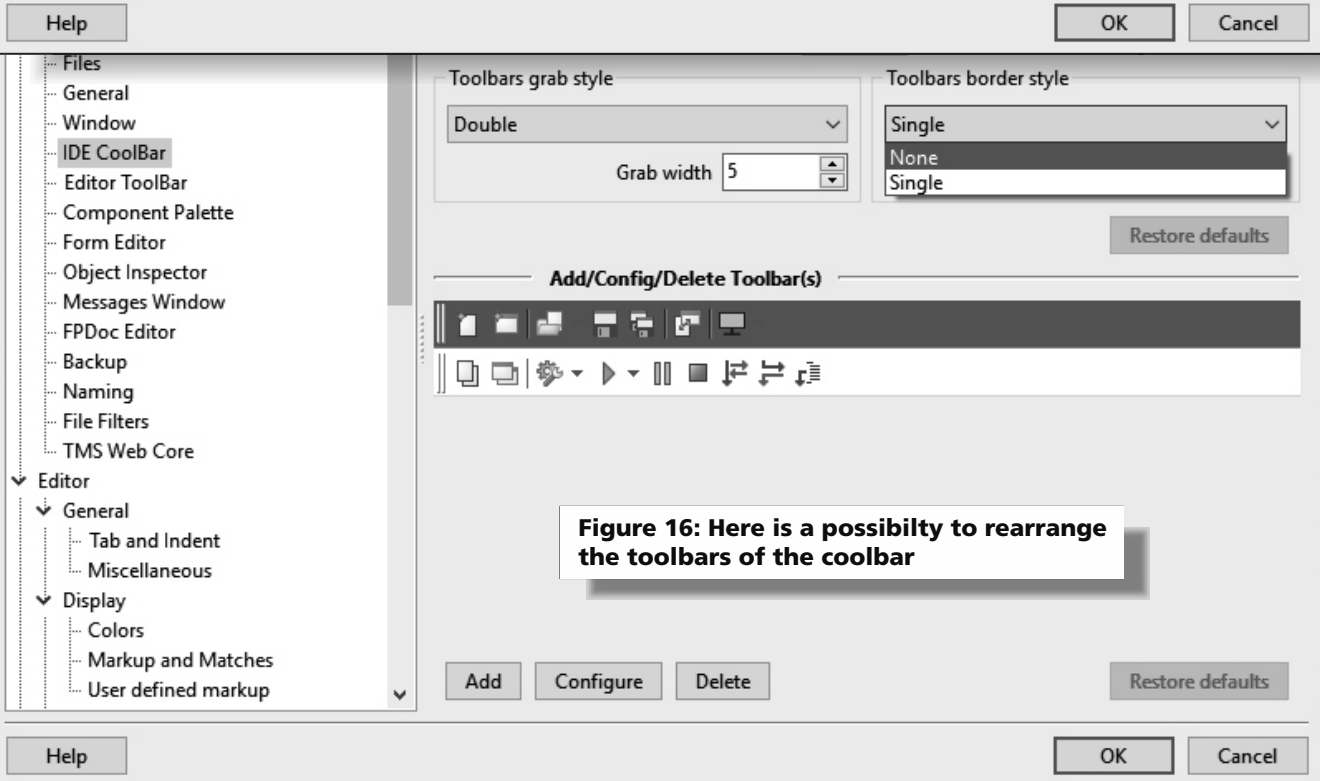 Help
OK
Cancel
Files
General
Window
IDE CoolBar
Editor ToolBar
Component Palette
Form Editor
Object Inspector
Messages Window
FPDoc Editor
Backup
Naming
File Filters
TMS Web Core
Editor
General
Tab and Indent
Miscellaneous
Display
Colors
Markup and Matches
User defined markup
Toolbars grab style
Double
Grab width 5
Toolbars border style
Single
None
Single
Restore defaults
Add/Config/Delete Toolbar(s)
Figure 16: Here is a possibilty to rearrange
the toolbars of the coolbar
Add
Configure
Delete
Restore defaults
Help
OK
Cancel